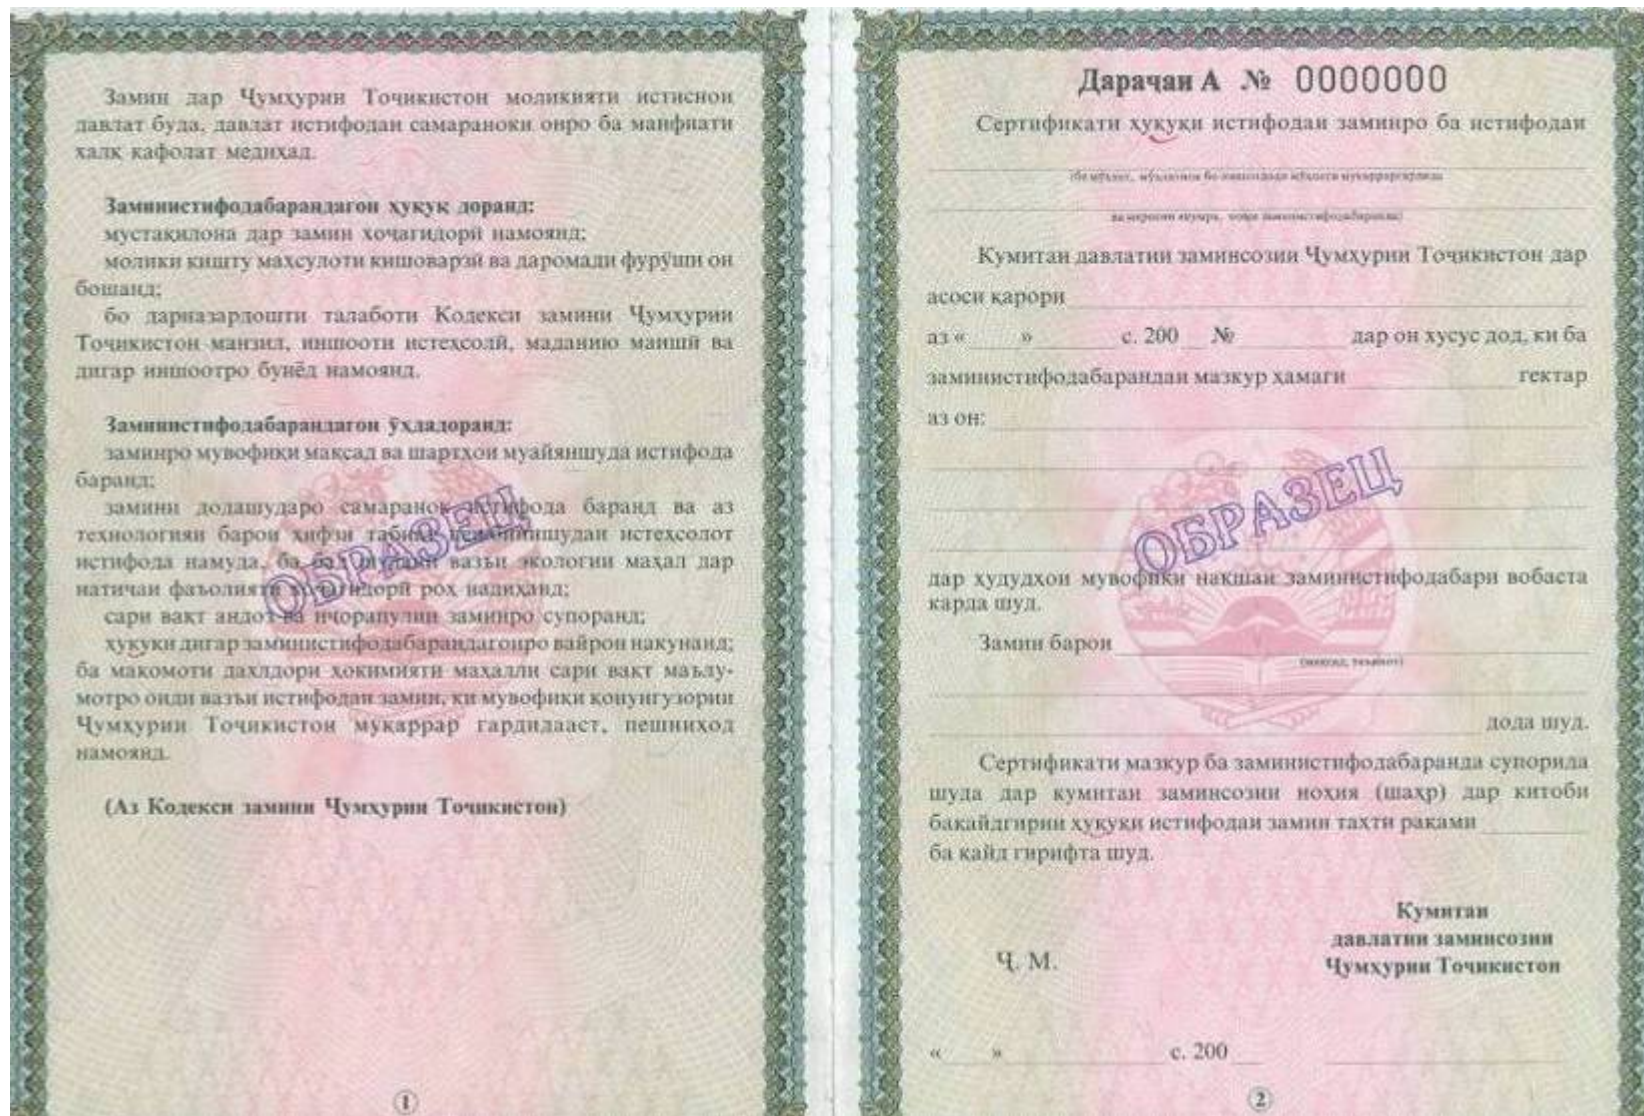 Замин дар Ҷумҳурии Тоҷикистон моликияти истисноӣ
давлат буда, давлат истифодаи самараноки онро ба манфиати
халқ кафолат медиҳад.
Заминистифодабарандагон ҳуқуқ доранд:
мустақилона дар замин хоҷагидорӣ намоянд;
молики кишту маҳсулоти кишоварзӣ ва даромади фурӯши он
бошанд;
бо дарназардошти талаботи Кодекси замини Ҷумҳурии
Тоҷикистон манзил, иншооти истеҳсолӣ, маданию маишӣ ва
дигар иншоотро бунёд намоянд.
Заминистифодабарандагон ӯҳдадоранд:
заминро мувофиқи мақсад ва шартҳои муайяншуда истифода
баранд;
замини додашударо самаранок истифода баранд ва аз
технологияи барои ҳифзи табиат истеҳсолот
истифода намуда, ба бад шудани вазъи экологии маҳал дар
натиҷаи фаъолияти хоҷагидорӣ роҳ надиҳанд;
сари вақт андоз ва иҷорапулии заминро супоранд;
ҳуқуқи дигар заминистифодабарандагонро вайрон накунанд;
ба мақомоти дахлдори ҳокимияти маҳалли сари вақт маълу-
мотро оиди вазъи истифодаи замин, ки мувофиқи қонунгузории
Ҷумҳурии Тоҷикистон муқаррар гардидааст, пешниҳод
намоянд.
(Аз Кодекси замини Ҷумҳурии Тоҷикистон)
ОБРАЗЕЦ
1
Дараҷаи А № 0000000
Сертификати ҳуқуқи истифодаи заминро ба истифодаи
Кумитаи давлатии заминсозии Ҷумҳурии Тоҷикистон дар
асоси қарори
аз « » с. 200 № дар он хусус дод, ки ба
заминистифодабарандаи мазкур ҳамагӣ гектар
аз он:
ОБРАЗЕЦ
дар ҳудудҳои мувофиқи нақшаи заминистифодабари вобаста
карда шуд.
Замин барои
дода шуд.
Сертификати мазкур ба заминистифодабаранда супорида
шуда дар кумитаи заминсозии ноҳия (шаҳр) дар китоби
бақайдгирии ҳуқуқи истифодаи замин таҳти рақами
ба қайд гирифта шуд.
Кумитаи
давлатии заминсозии
Ҷумҳурии Тоҷикистон
Ҷ. М.
« » с. 200
2